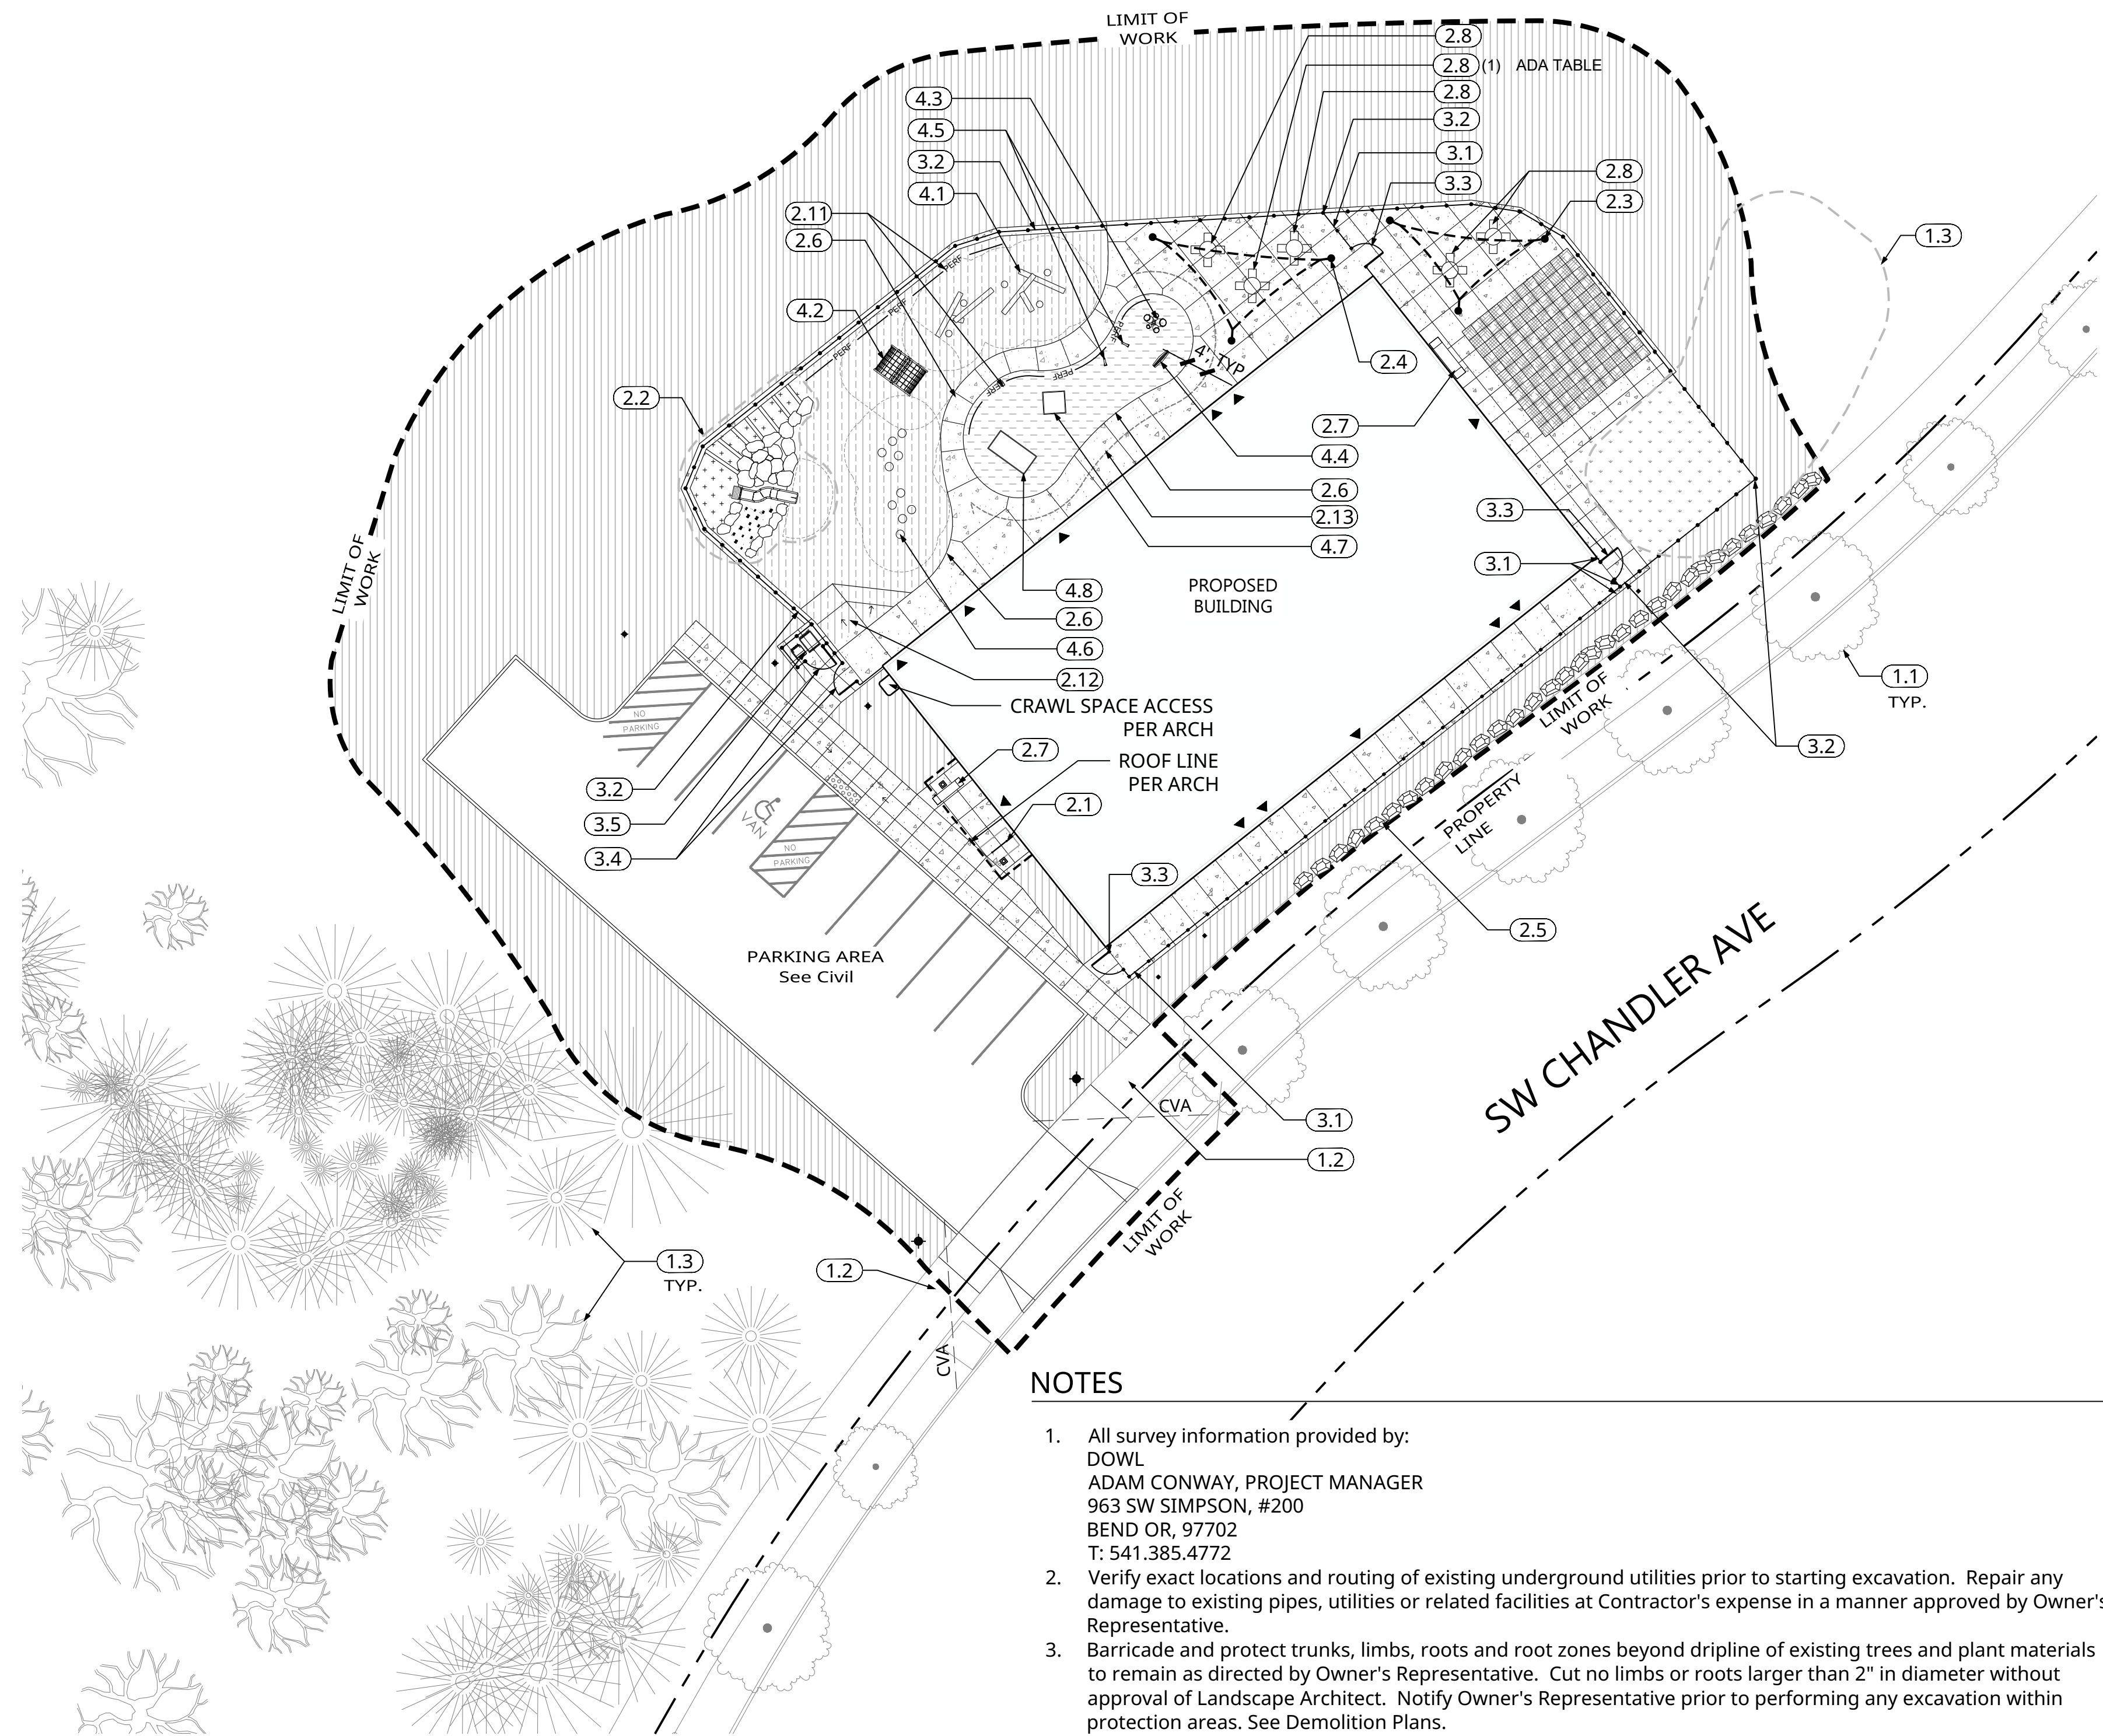 LIMIT OF
WORK
2.8
2.8 (1) ADA TABLE
2.8
3.2
3.1
3.3
4.3
4.5
3.2
4.1
2.11
2.6
4.2
2.2
2.8
2.3
1.3
PERF
PERF
PERF
PERF
PERF
PERF
4', TYP
2.4
2.7
4.4
2.6
2.13
4.7
3.3
3.1
LIMIT OF
WORK
PROPOSED
BUILDING
4.8
2.6
4.6
2.12
CRAWL SPACE ACCESS
PER ARCH
2.7
ROOF LINE
PER ARCH
2.1
1.1
TYP.
LIMIT OF
WORK
3.2
NO
PARKING
3.2
3.5
3.4
VAN
NO
PARKING
PROPERTY
LINE
3.3
2.5
PARKING AREA
See Civil
SW CHANDLER AVE
CVA
3.1
1.2
LIMIT OF
WORK
1.3
TYP.
1.2
CVA
NOTES
1. All survey information provided by:
DOWL
ADAM CONWAY, PROJECT MANAGER
963 SW SIMPSON, #200
BEND OR, 97702
T: 541.385.4772
2. Verify exact locations and routing of existing underground utilities prior to starting excavation. Repair any
damage to existing pipes, utilities or related facilities at Contractor's expense in a manner approved by Owner's
Representative.
3. Barricade and protect trunks, limbs, roots and root zones beyond dripline of existing trees and plant materials
to remain as directed by Owner's Representative. Cut no limbs or roots larger than 2" in diameter without
approval of Landscape Architect. Notify Owner's Representative prior to performing any excavation within
protection areas. See Demolition Plans.